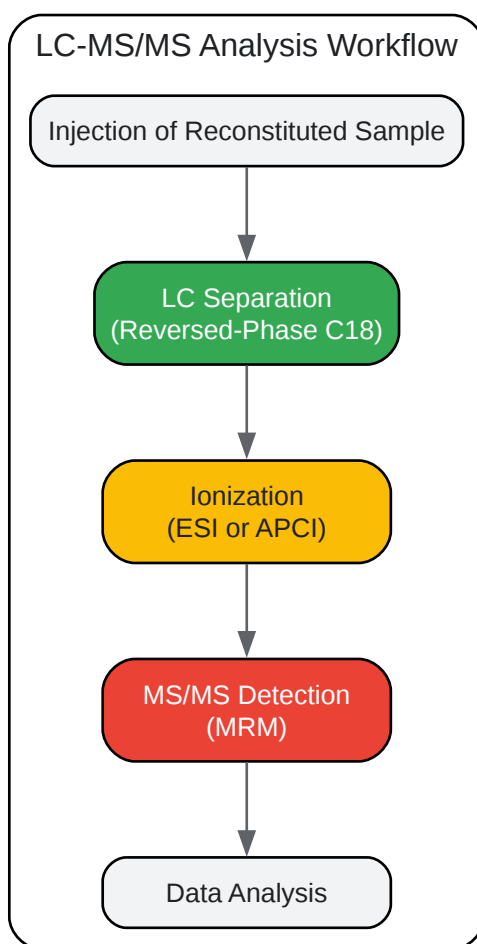 LC-MS/MS Analysis Workflow
Injection of Reconstituted Sample
LC Separation
(Reversed-Phase C18)
Ionization
(ESI or APCI)
MS/MS Detection
(MRM)
Data Analysis